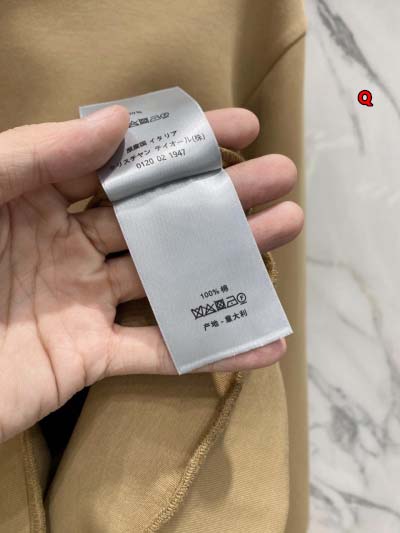 Q
原産国 イタリア
リスチャン ディオール(株)
0120 02 1947
100% 棉
产地 - 意大利